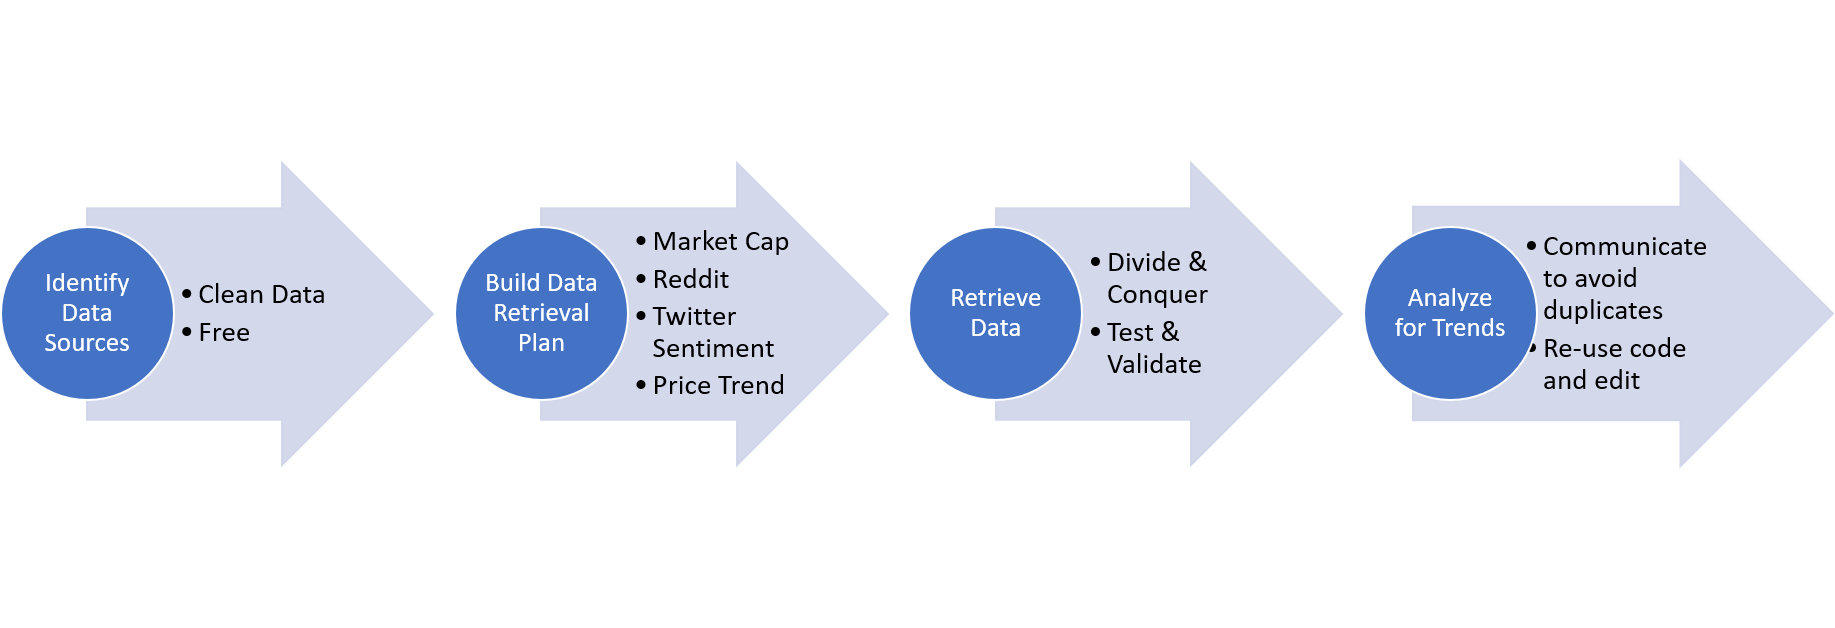 Identify
Data
Sources
• Clean Data
• Free
Build Data
Retrieval
Plan
• Market Cap
• Reddit
• Twitter
Sentiment
• Price Trend
Retrieve
Data
• Divide &
Conquer
• Test &
Validate
Analyze
for Trends
• Communicate
to avoid
duplicates
• Re-use code
and edit